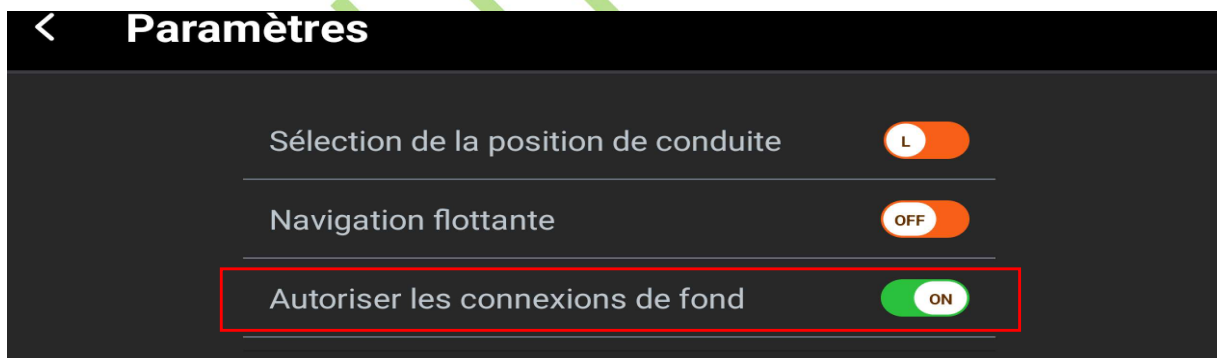 Paramètres
Sélection de la position de conduite L
Navigation flottante OFF
Autoriser les connexions de fond ON